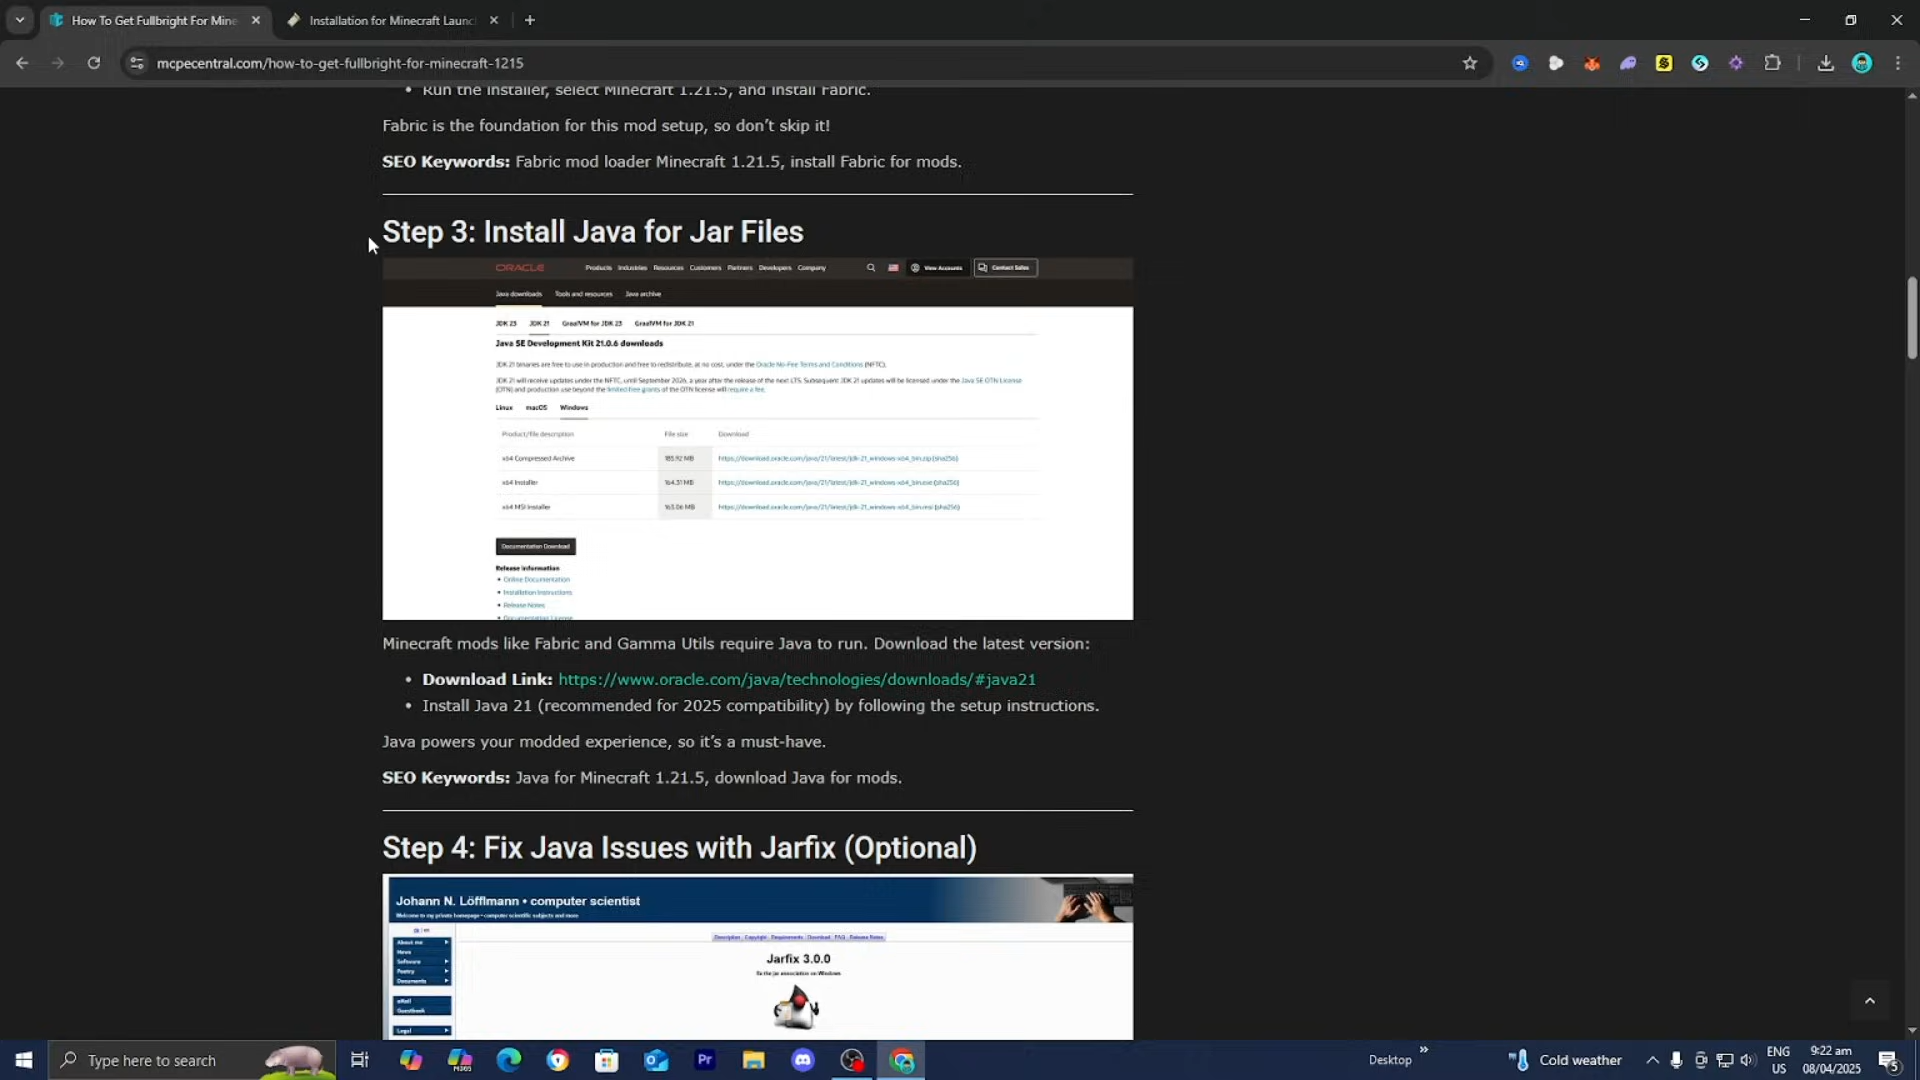 How To Get Fullbright For Mine
Installation for Minecraft Launc
mcpecentral.com/how-to-get-fullbright-for-minecraft-1215
• Run the installer, select Minecraft 1.21.5, and install Fabric.
Fabric is the foundation for this mod setup, so don’t skip it!
SEO Keywords: Fabric mod loader Minecraft 1.21.5, install Fabric for mods.
Step 3: Install Java for Jar Files
ORACLE Products Industries Resources Customers Partners Developers Company View Accounts Contact Sales
Java downloads Tools and resources Java archive
JDK 23 JDK 21 GraalVM for JDK 23 GraalVM for JDK 21
Java SE Development Kit 21.0.6 downloads
JDK 21 binaries are free to use in production and free to redistribute, at no cost, under the Oracle No-Fee Terms and Conditions (NFTC).
JDK 21 will receive updates under the NFTC, until September 2026, a year after the release of the next LTS. Subsequent JDK 21 updates will be licensed under the Java SE OTN License
(OTN) and production use beyond the limited free grants of the OTN license will require a fee.
Linux macOS Windows
Product/file description File size Download
x64 Compressed Archive 185.92 MB https://download.oracle.com/java/21/latest/jdk-21_windows-x64_bin.zip (sha256)
x64 Installer 164.31 MB https://download.oracle.com/java/21/latest/jdk-21_windows-x64_bin.exe (sha256)
x64 MSI Installer 163.06 MB https://download.oracle.com/java/21/latest/jdk-21_windows-x64_bin.msi (sha256)
Documentation Download
Release information
• Online Documentation
• Installation Instructions
• Release Notes
• Documentation License
Minecraft mods like Fabric and Gamma Utils require Java to run. Download the latest version:
• Download Link: https://www.oracle.com/java/technologies/downloads/#java21
• Install Java 21 (recommended for 2025 compatibility) by following the setup instructions.
Java powers your modded experience, so it’s a must-have.
SEO Keywords: Java for Minecraft 1.21.5, download Java for mods.
Step 4: Fix Java Issues with Jarfix (Optional)
Johann N. Löfflmann • computer scientist
Welcome to my private homepage • computer scientific subjects and more
About me
News
Software
Poetry
Documents
eMail
Guestbook
Legal
Description Copyright Requirements Download FAQ Release Notes
Jarfix 3.0.0
fix the jar association on Windows
Type here to search
M365
Pr
Desktop
Cold weather
ENG
US
9:22 am
08/04/2025
5